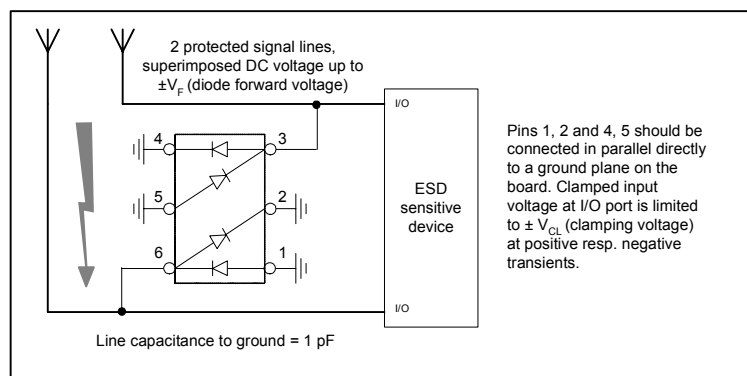 2 protected signal lines,
superimposed DC voltage up to
±V_F (diode forward voltage)
I/O
4
3
5
2
6
1
ESD
sensitive
device
I/O
Pins 1, 2 and 4, 5 should be
connected in parallel directly
to a ground plane on the
board. Clamped input
voltage at I/O port is limited
to ± V_CL (clamping voltage)
at positive resp. negative
transients.
Line capacitance to ground = 1 pF